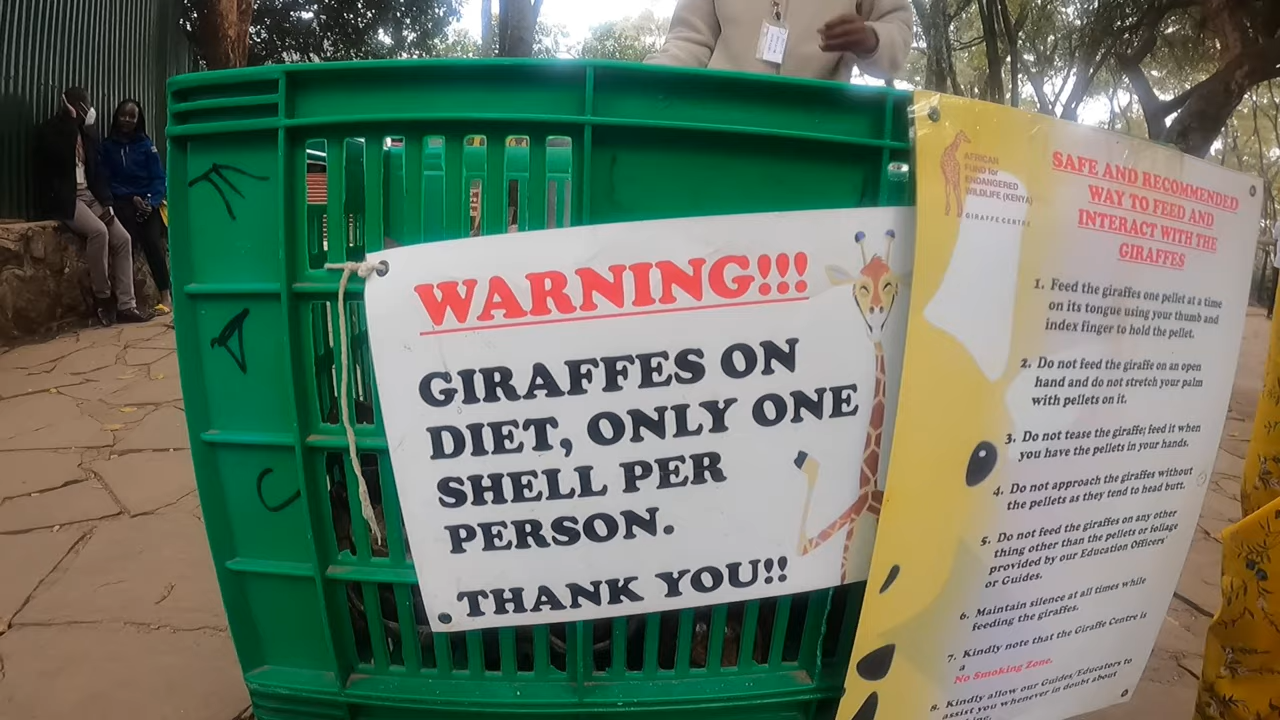 WARNING!!!
GIRAFFES ON
DIET, ONLY ONE
SHELL PER
PERSON.
THANK YOU!!
AFRICAN
FUND for
ENDANGERED
WILDLIFE (KENYA)
GIRAFFE CENTRE
SAFE AND RECOMMENDED
WAY TO FEED AND
INTERACT WITH THE
GIRAFFES
1. Feed the giraffes one pellet at a time
on its tongue using your thumb and
index finger to hold the pellet.
2. Do not feed the giraffe on an open
hand and do not stretch your palm
with pellets on it.
3. Do not tease the giraffe; feed it when
you have the pellets in your hands.
4. Do not approach the giraffes without
the pellets as they tend to head butt.
5. Do not feed the giraffes on any other
thing other than the pellets or foliage
provided by our Education Officers'
or Guides.
6. Maintain silence at all times while
feeding the giraffes.
7. Kindly note that the Giraffe Centre is
a
No Smoking Zone.
8. Kindly allow our Guides/Educators to
assist you whenever in doubt about